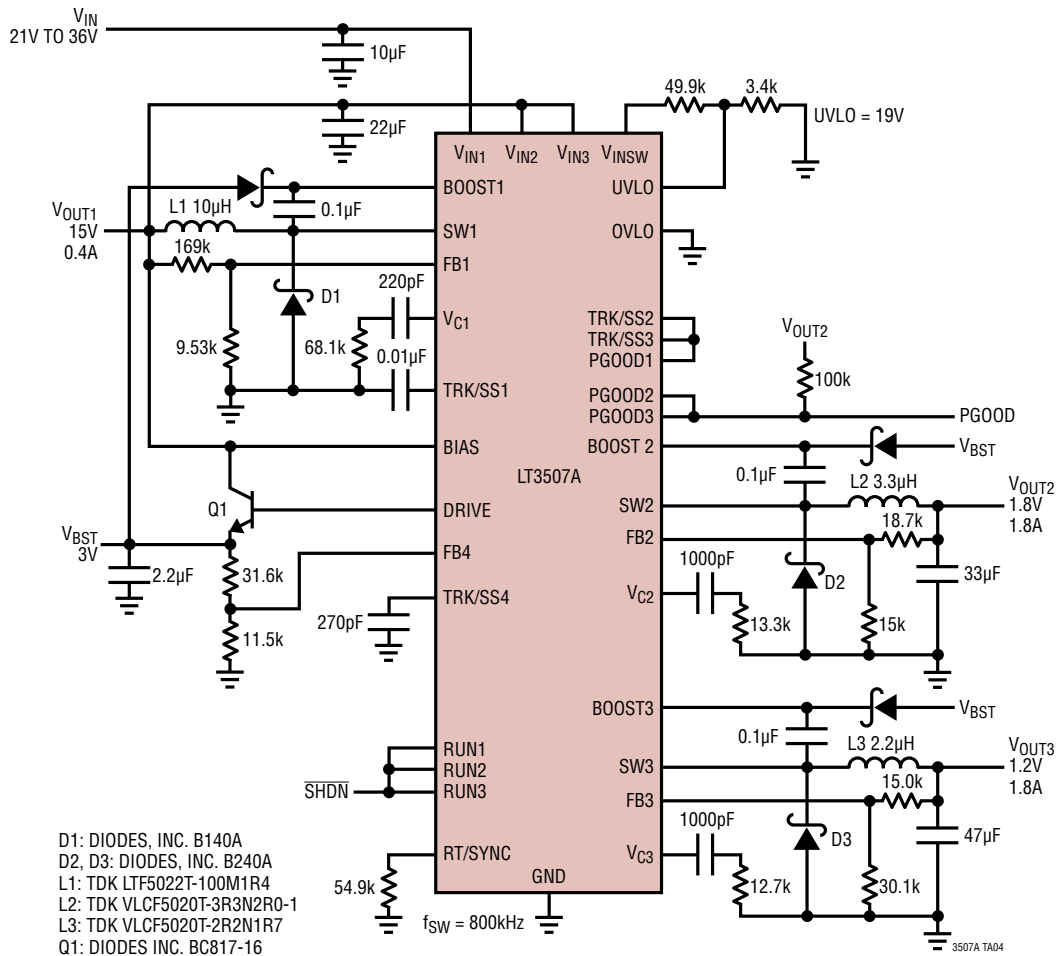 VIN
21V TO 36V
10µF
22µF
49.9k
3.4k
UVLO = 19V
VIN1
VIN2
VIN3
VINSW
BOOST1
UVLO
0.1µF
VOUT1
15V
0.4A
L1 10µH
SW1
OVLO
169k
FB1
220pF
D1
VC1
9.53k
68.1k
0.01µF
TRK/SS1
TRK/SS2
TRK/SS3
PGOOD1
VOUT2
100k
PGOOD2
PGOOD3
PGOOD
BIAS
BOOST 2
VBST
LT3507A
0.1µF
L2 3.3µH
VOUT2
1.8V
1.8A
Q1
DRIVE
SW2
18.7k
VBST
3V
FB4
FB2
1000pF
2.2µF
31.6k
D2
33µF
TRK/SS4
VC2
270pF
11.5k
13.3k
15k
BOOST3
VBST
0.1µF
L3 2.2µH
VOUT3
1.2V
1.8A
RUN1
RUN2
RUN3
SHDN
SW3
15.0k
FB3
1000pF
D3
47µF
RT/SYNC
VC3
54.9k
GND
12.7k
30.1k
fSW = 800kHz
D1: DIODES, INC. B140A
D2, D3: DIODES, INC. B240A
L1: TDK LTF5022T-100M1R4
L2: TDK VLCF5020T-3R3N2R0-1
L3: TDK VLCF5020T-2R2N1R7
Q1: DIODES INC. BC817-16
3507A TA04